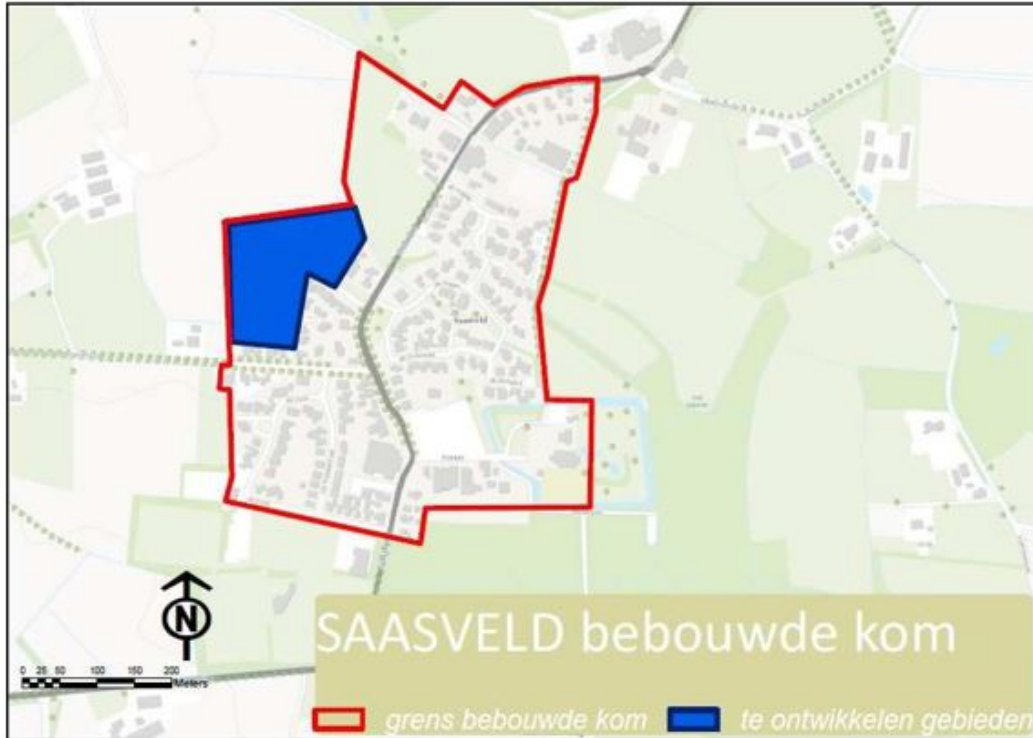 Saasveld
N
0 25 50 100 150 200
Meters
SAASVELD bebouwde kom
grens bebouwde kom
te ontwikkelen gebieden